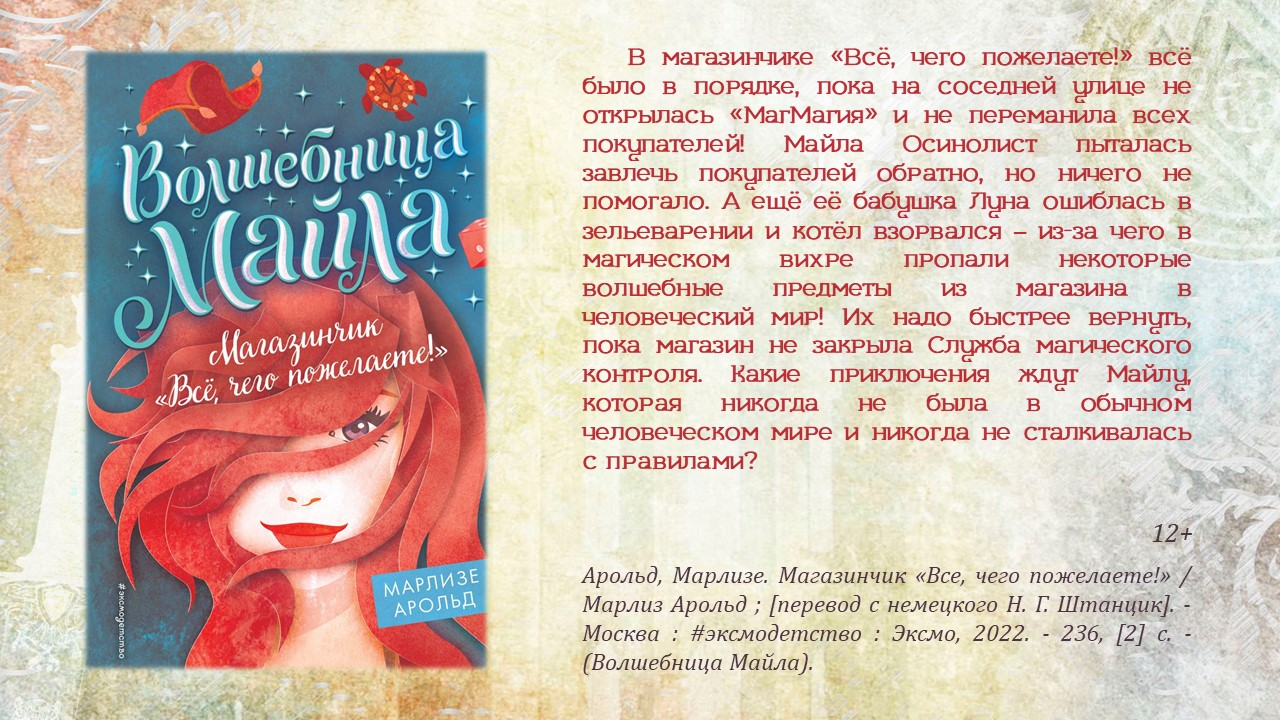 Волшебница
Майла
Магазинчик
«Всё, чего пожелаете!»
МАРЛИЗЕ
АРОЛЬД
#эксмодетство
В магазинчике «Всё, чего пожелаете!» всё
было в порядке, пока на соседней улице не
открылась «МагМагия» и не переманила всех
покупателей! Майла Осинолист пыталась
завлечь покупателей обратно, но ничего не
помогало. А ещё её бабушка Луна ошиблась в
зельеварении и котёл взорвался – из-за чего в
магическом вихре пропали некоторые
волшебные предметы из магазина в
человеческий мир! Их надо быстрее вернуть,
пока магазин не закрыла Служба магического
контроля. Какие приключения ждут Майлу,
которая никогда не была в обычном
человеческом мире и никогда не сталкивалась
с правилами?
12+
Арольд, Марлизе. Магазинчик «Все, чего пожелаете!» /
Марлиз Арольд ; [перевод с немецкого Н. Г. Штанцик]. -
Москва : #эксмодетство : Эксмо, 2022. - 236, [2] с. -
(Волшебница Майла).